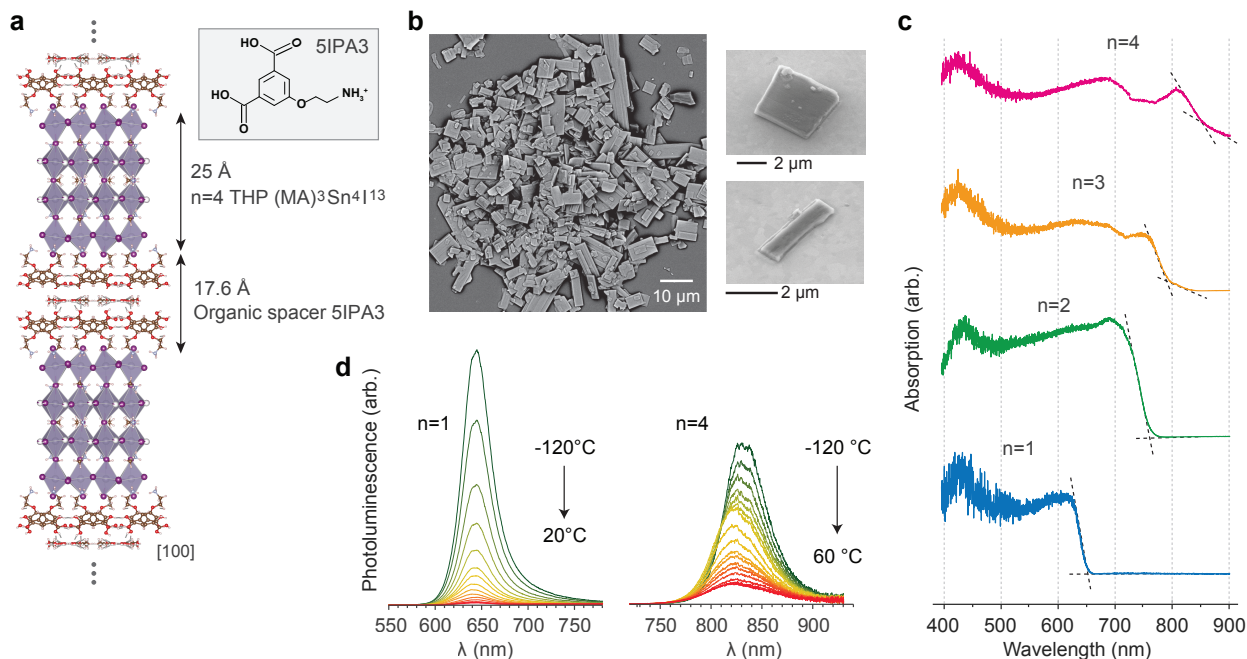 a
5IPA3
HO
O
HO
O
O
NH₃⁺
25 Å
n=4 THP (MA)³Sn⁴I¹³
17.6 Å
Organic spacer 5IPA3
[100]
b
10 µm
2 µm
2 µm
c
n=4
n=3
n=2
n=1
Absorption (arb.)
400 500 600 700 800 900
Wavelength (nm)
d
Photoluminescence (arb.)
n=1
-120°C
20°C
550 600 650 700 750
λ (nm)
n=4
-120°C
60 °C
750 800 850 900
λ (nm)